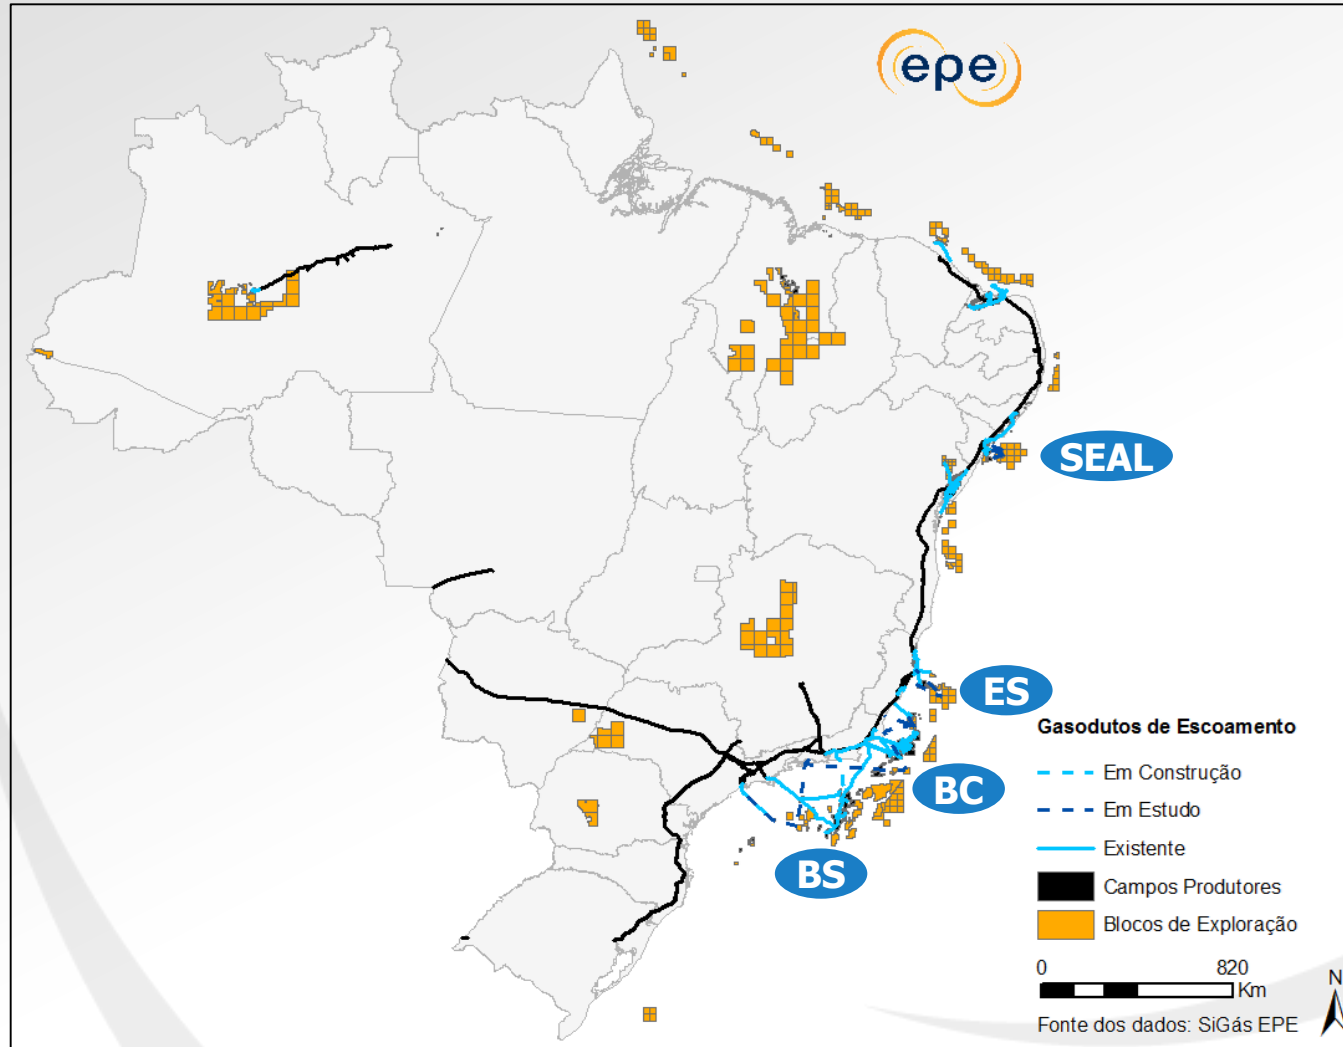 epe
SEAL
ES
BC
BS
Gasodutos de Escoamento
Em Construção
Em Estudo
Existente
Campos Produtores
Blocos de Exploração
0 820
Km
Fonte dos dados: SiGás EPE
N